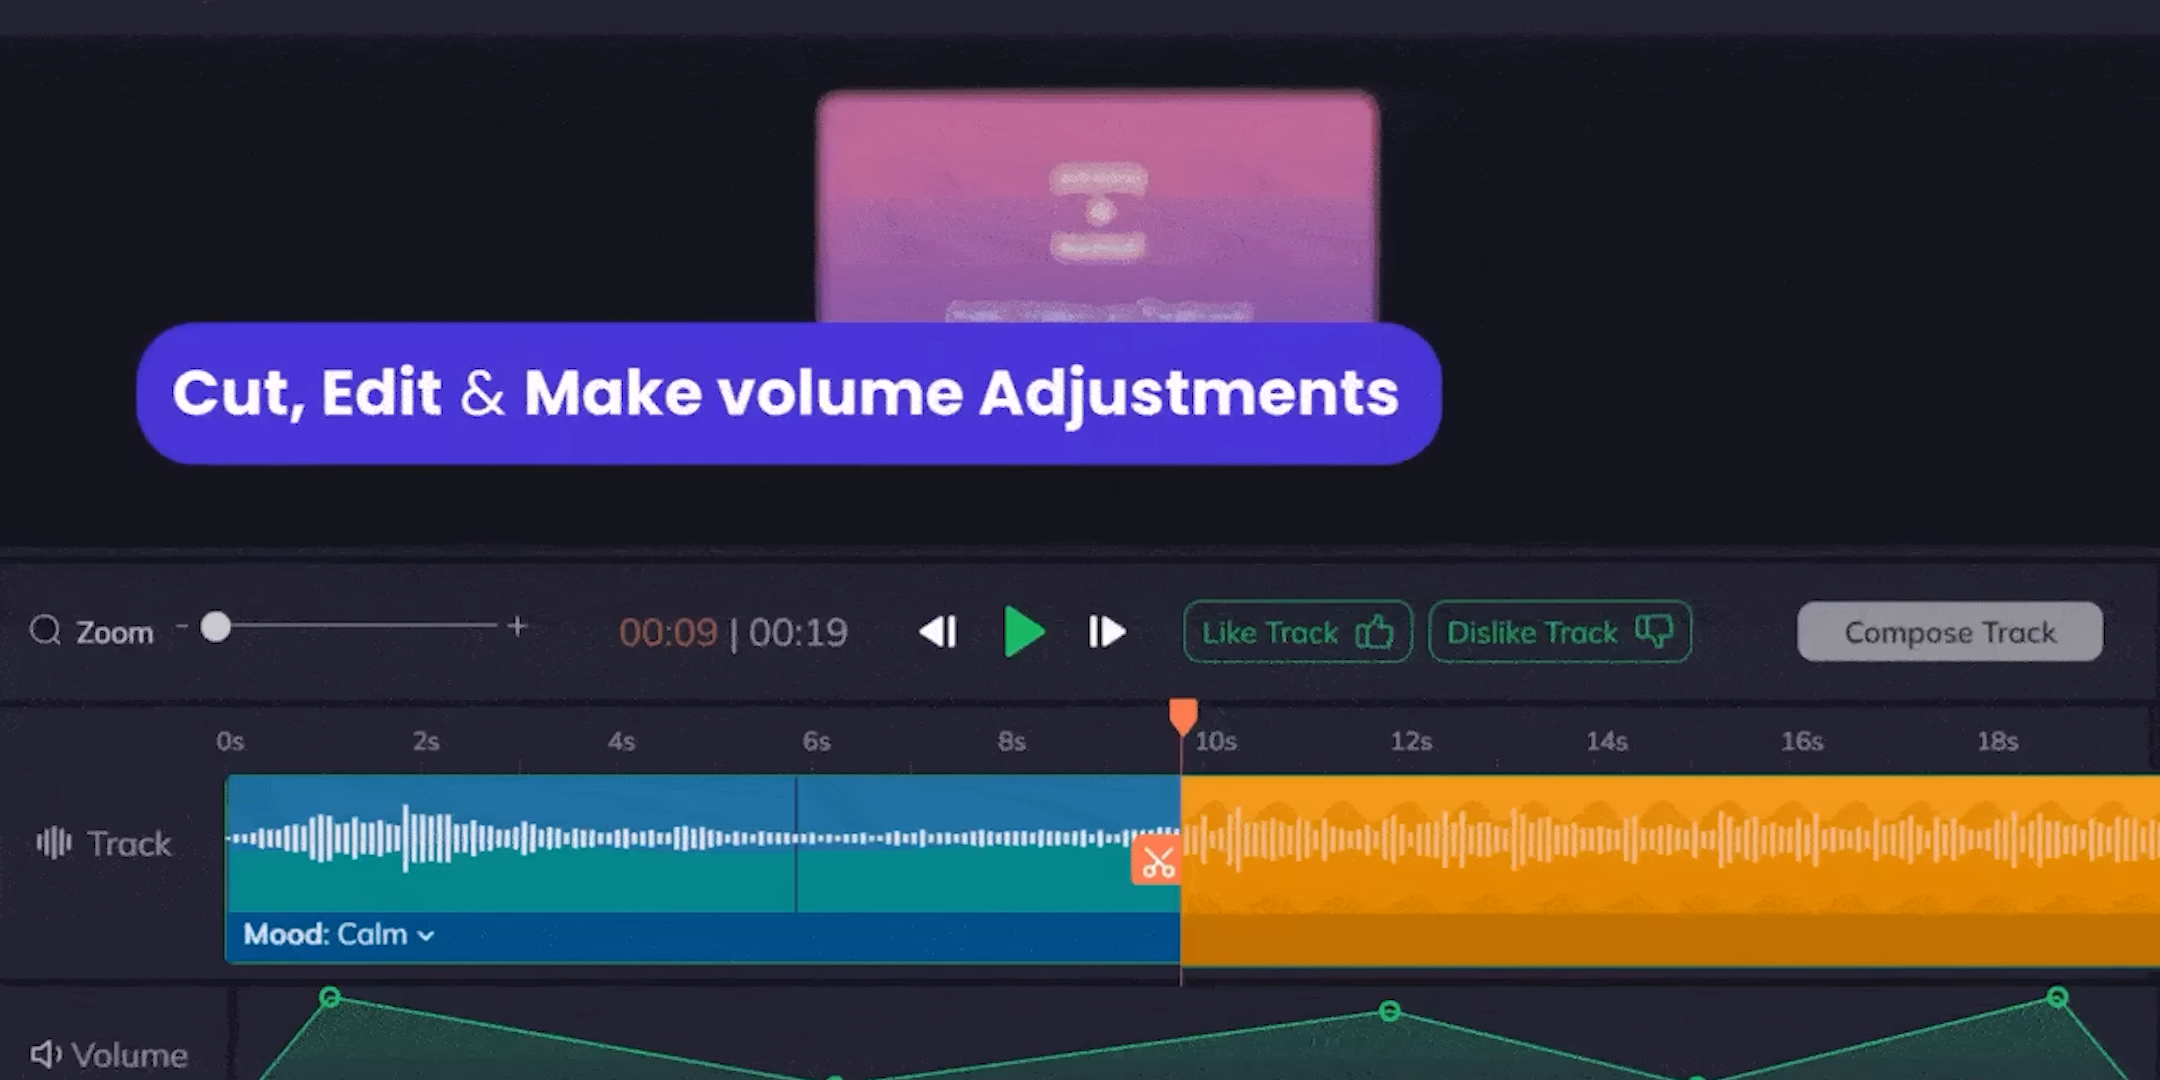 Cut, Edit & Make volume Adjustments
Zoom - + 00:09 | 00:19 Like Track Dislike Track Compose Track
0s 2s 4s 6s 8s 10s 12s 14s 16s 18s
Track
Mood: Calm
Volume